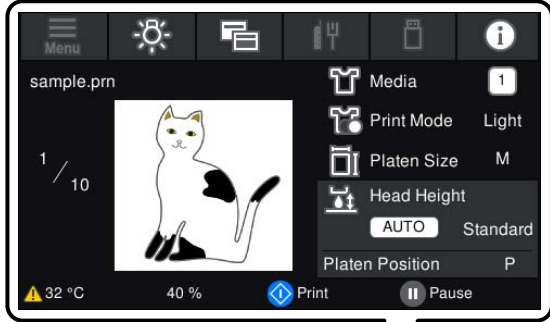 Menu
i
sample.prn
Media 1
Print Mode Light
1/10
Platen Size M
Head Height
AUTO Standard
Platen Position P
32 °C 40 % Print Pause